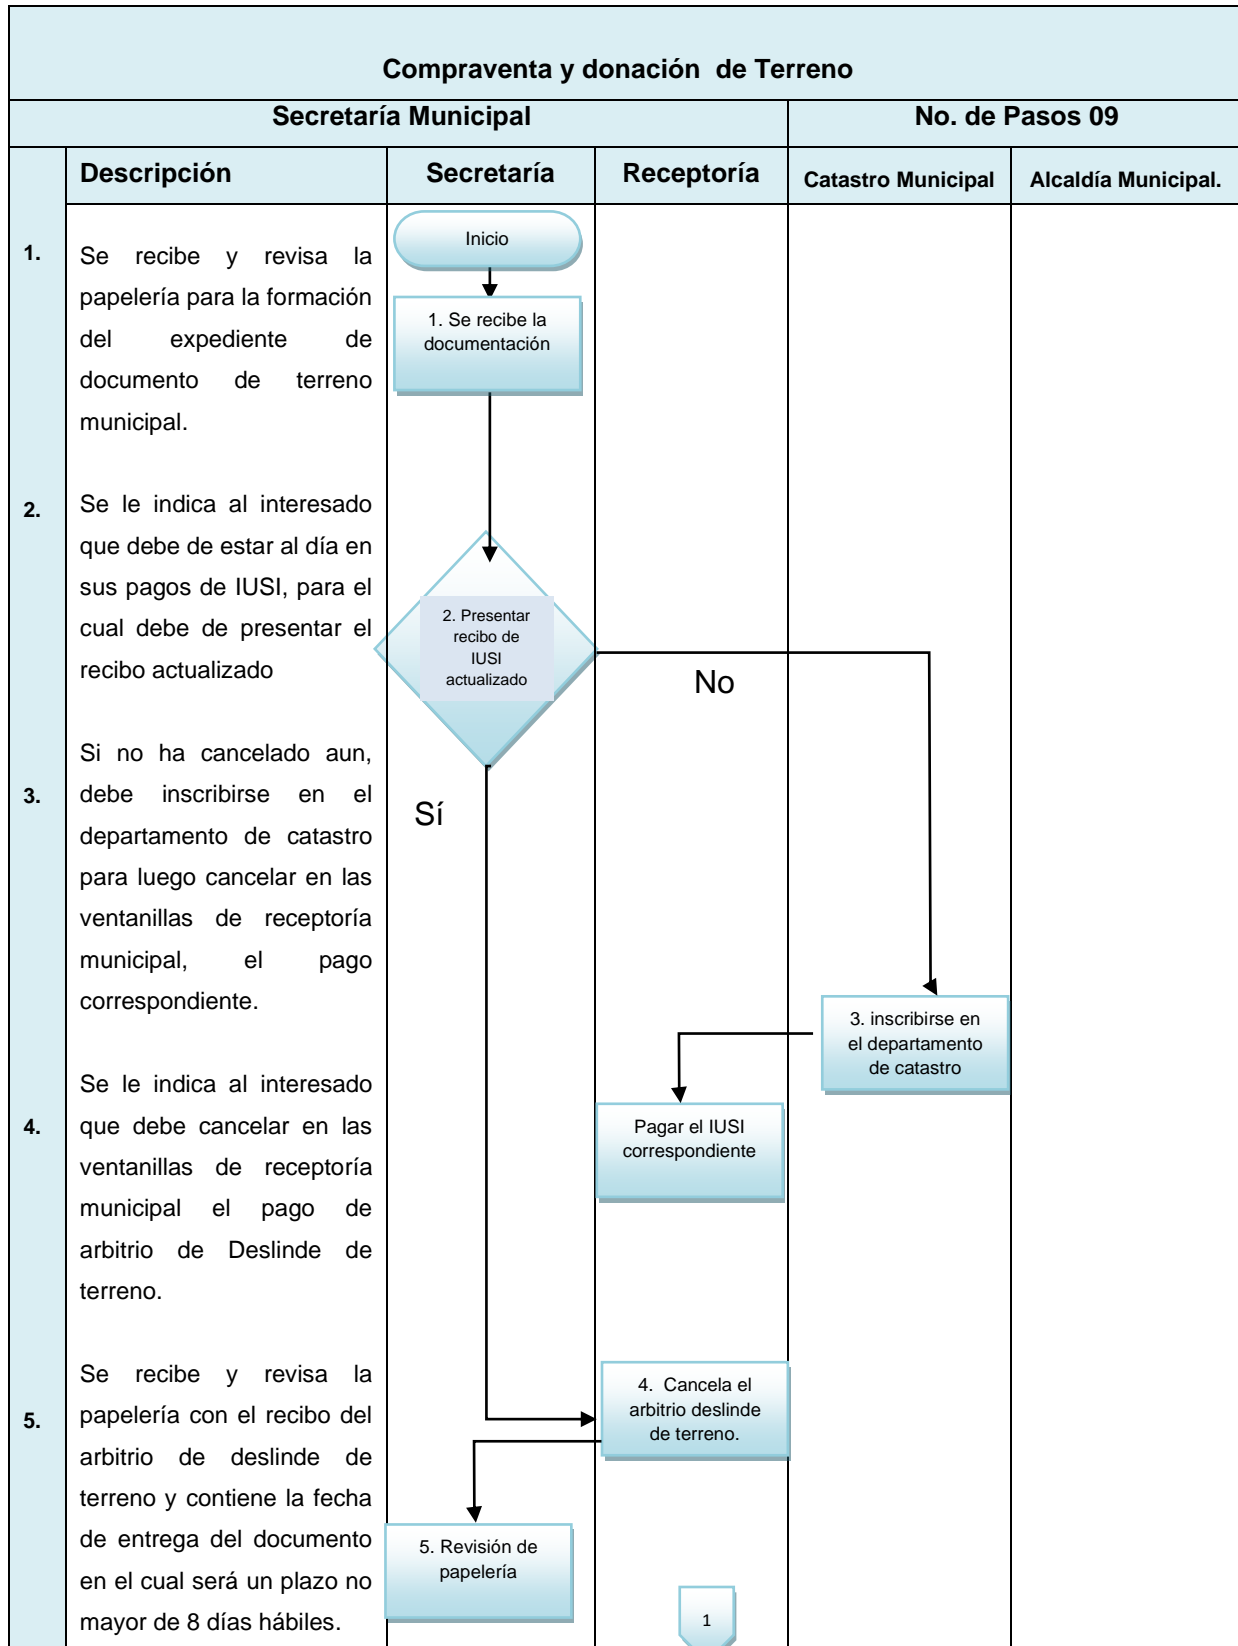 Compraventa y donación de Terreno
Secretaría Municipal
No. de Pasos 09
Descripción
Secretaría
Receptoría
Catastro Municipal
Alcaldía Municipal.
1.
Se recibe y revisa la
papelería para la formación
del expediente de
documento de terreno
municipal.
2.
Se le indica al interesado
que debe de estar al día en
sus pagos de IUSI, para el
cual debe de presentar el
recibo actualizado
3.
Si no ha cancelado aun,
debe inscribirse en el
departamento de catastro
para luego cancelar en las
ventanillas de receptoría
municipal, el pago
correspondiente.
4.
Se le indica al interesado
que debe cancelar en las
ventanillas de receptoría
municipal el pago de
arbitrio de Deslinde de
terreno.
5.
Se recibe y revisa la
papelería con el recibo del
arbitrio de deslinde de
terreno y contiene la fecha
de entrega del documento
en el cual será un plazo no
mayor de 8 días hábiles.
Inicio
1. Se recibe la
documentación
2. Presentar
recibo de
IUSI
actualizado
No
Sí
3. inscribirse en
el departamento
de catastro
Pagar el IUSI
correspondiente
4. Cancela el
arbitrio deslinde
de terreno.
5. Revisión de
papelería
1